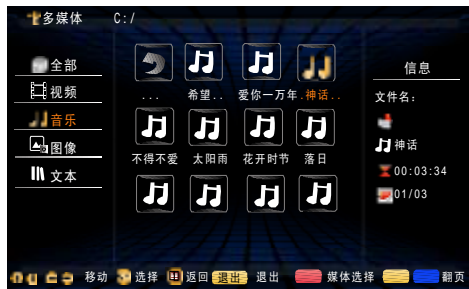 多媒体 C:/
全部
视频
音乐
图像
文本
... 希望.. 爱你一万年 .神话..
不得不爱 太阳雨 花开时节 落日
信息
文件名:
神话
00:03:34
01/03
移动 选择 返回 退出 退出 媒体选择 翻页